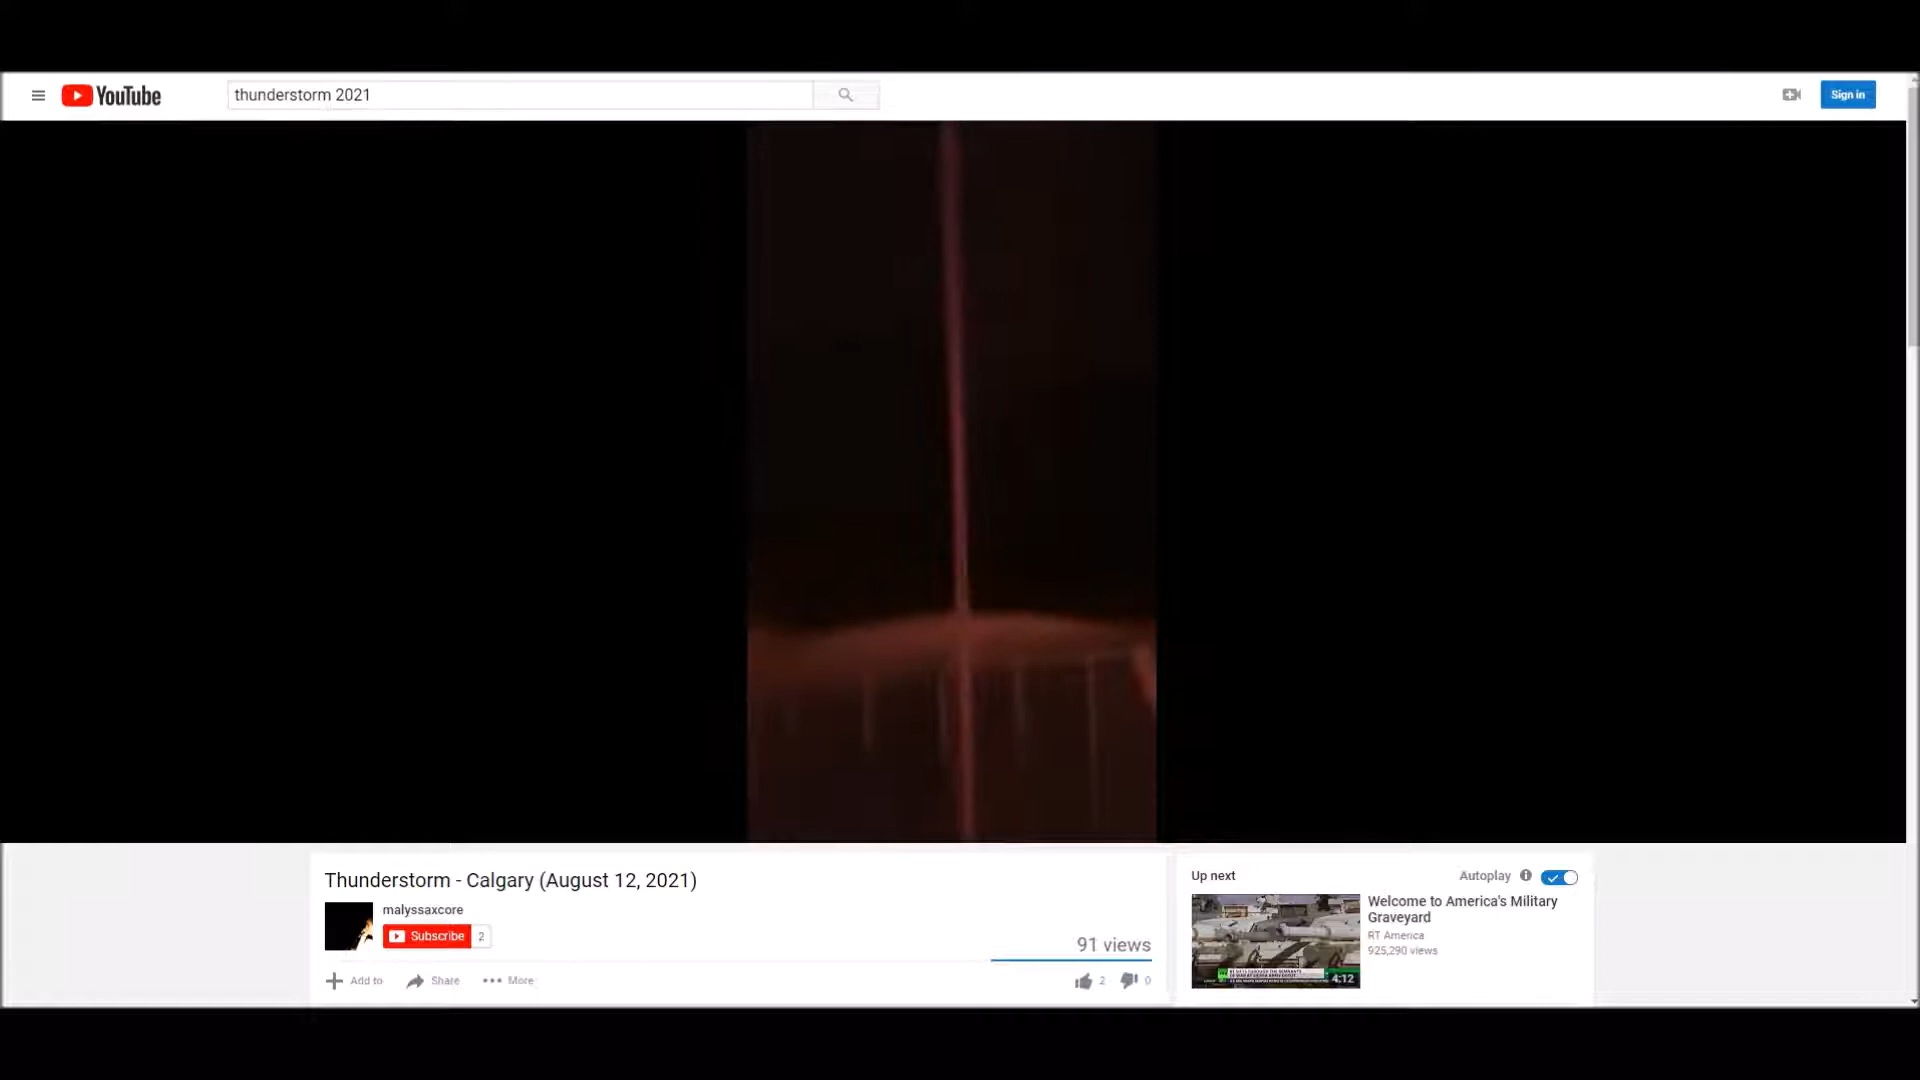 YouTube
thunderstorm 2021
Sign in
Thunderstorm - Calgary (August 12, 2021)
malyssaxcore
Subscribe 2
91 views
Add to Share More
2 0
Up next
Autoplay
Welcome to America's Military
Graveyard
RT America
925,290 views
4:12